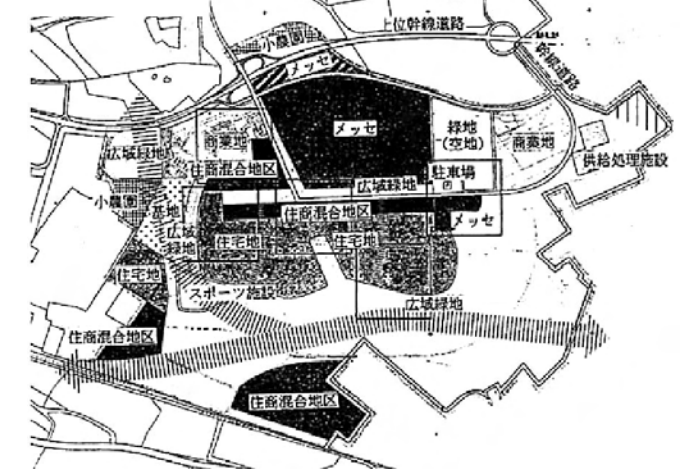 上位幹線道路
小農園
メッセ
幹線道路
メッセ
緑地
(空地)
商業地
商業地
広域緑地
供給処理施設
住商混合地区
駐車場
広域緑地
小農園
墓地
住商混合地区
メッセ
広域
緑地
住宅地
住宅地
住宅地
スポーツ施設
広域緑地
住商混合地区
住商混合地区